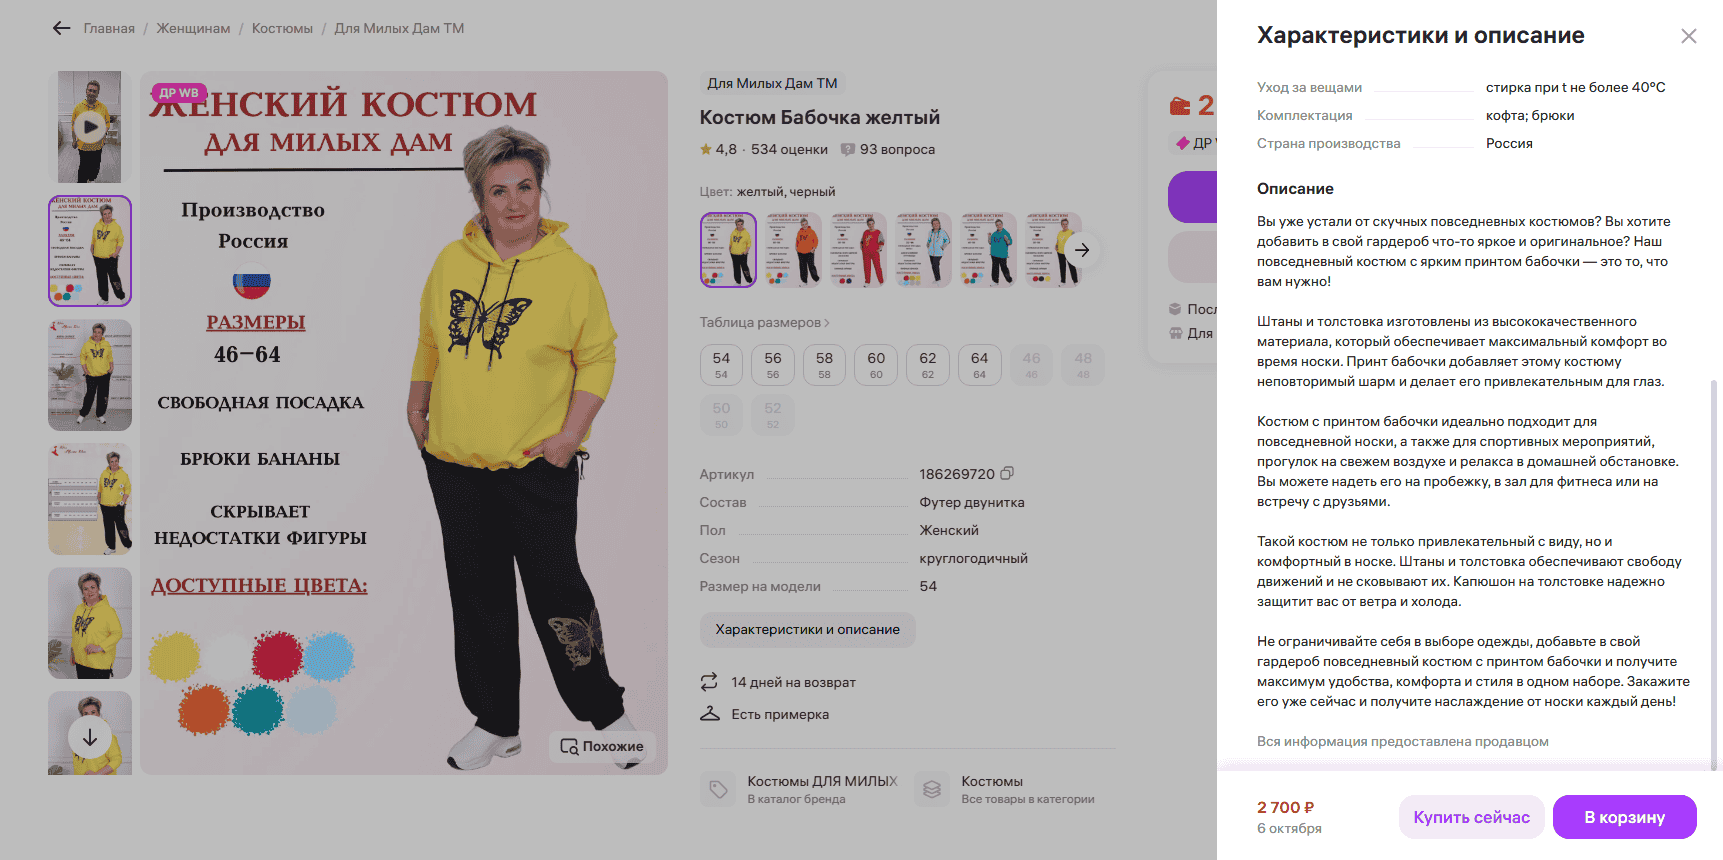 Главная / Женщинам / Костюмы / Для Милых Дам ТМ
ДР WB
ЖЕНСКИЙ КОСТЮМ
ДЛЯ МИЛЫХ ДАМ
Производство
Россия
РАЗМЕРЫ
46-64
СВОБОДНАЯ ПОСАДКА
БРЮКИ БАНАНЫ
СКРЫВАЕТ
НЕДОСТАТКИ ФИГУРЫ
ДОСТУПНЫЕ ЦВЕТА:
Похожие
Для Милых Дам ТМ
Костюм Бабочка желтый
4,8 · 534 оценки 93 вопроса
Цвет: желтый, черный
Таблица размеров
54 56 58 60 62 64 46 48
54 56 58 60 62 64 46 48
50 52
50 52
Артикул 186269720
Состав Футер двунитка
Пол Женский
Сезон круглогодичный
Размер на модели 54
Характеристики и описание
14 дней на возврат
Есть примерка
Костюмы ДЛЯ МИЛЫХ
В каталог бренда
Костюмы
Все товары в категории
2
ДР
Посл
Для
Характеристики и описание
Уход за вещами стирка при t не более 40°C
Комплектация кофта; брюки
Страна производства Россия
Описание
Вы уже устали от скучных повседневных костюмов? Вы хотите
добавить в свой гардероб что-то яркое и оригинальное? Наш
повседневный костюм с ярким принтом бабочки — это то, что
вам нужно!
Штаны и толстовка изготовлены из высококачественного
материала, который обеспечивает максимальный комфорт во
время носки. Принт бабочки добавляет этому костюму
неповторимый шарм и делает его привлекательным для глаз.
Костюм с принтом бабочки идеально подходит для
повседневной носки, а также для спортивных мероприятий,
прогулок на свежем воздухе и релакса в домашней обстановке.
Вы можете надеть его на пробежку, в зал для фитнеса или на
встречу с друзьями.
Такой костюм не только привлекательный с виду, но и
комфортный в носке. Штаны и толстовка обеспечивают свободу
движений и не сковывают их. Капюшон на толстовке надежно
защитит вас от ветра и холода.
Не ограничивайте себя в выборе одежды, добавьте в свой
гардероб повседневный костюм с принтом бабочки и получите
максимум удобства, комфорта и стиля в одном наборе. Закажите
его уже сейчас и получите наслаждение от носки каждый день!
Вся информация предоставлена продавцом
2 700 ₽
6 октября
Купить сейчас
В корзину